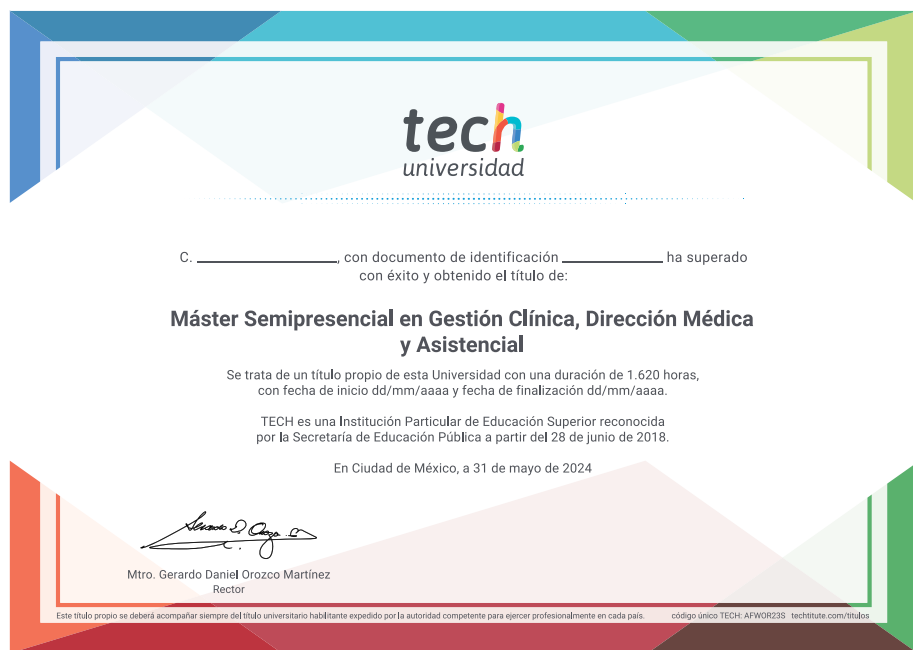 tech
universidad
C. ________________, con documento de identificación ____________ ha superado
con éxito y obtenido el título de:
Máster Semipresencial en Gestión Clínica, Dirección Médica
y Asistencial
Se trata de un título propio de esta Universidad con una duración de 1.620 horas,
con fecha de inicio dd/mm/aaaa y fecha de finalización dd/mm/aaaa.
TECH es una Institución Particular de Educación Superior reconocida
por la Secretaría de Educación Pública a partir del 28 de junio de 2018.
En Ciudad de México, a 31 de mayo de 2024
Mtro. Gerardo Daniel Orozco Martínez
Rector
Este título propio se deberá acompañar siempre del título universitario habilitante expedido por la autoridad competente para ejercer profesionalmente en cada país. código único TECH: AFWOR23S techtitute.com/titulos